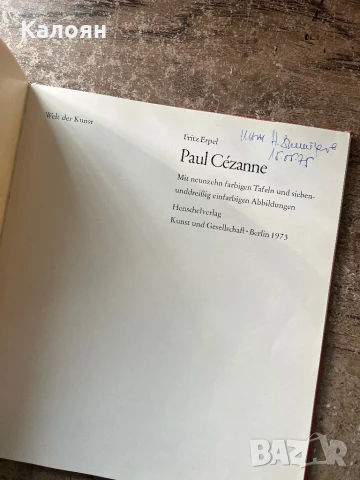 Калоян
Welt der Kunst
Fritz Erpel
Paul Cézanne
Mit neunzehn farbigen Tafeln und sieben-
unddreißig einfarbigen Abbildungen
Henschelverlag
Kunst und Gesellschaft · Berlin 1973
BAZAR